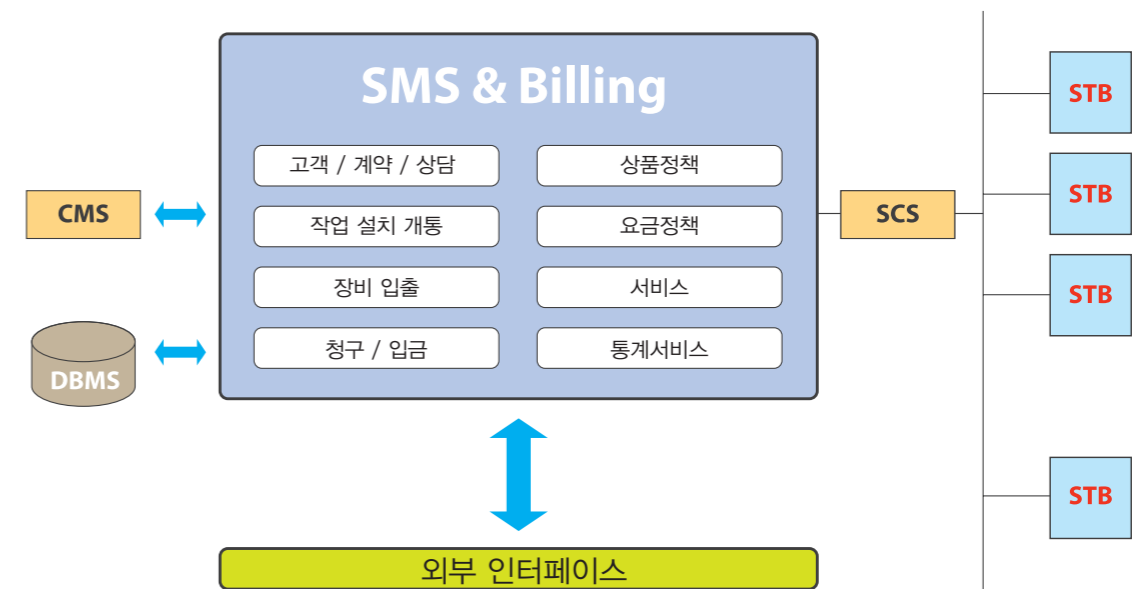 SMS & Billing
고객 / 계약 / 상담
상품정책
작업 설치 개통
요금정책
장비 입출
서비스
청구 / 입금
통계서비스
CMS
DBMS
SCS
STB
STB
STB
STB
외부 인터페이스